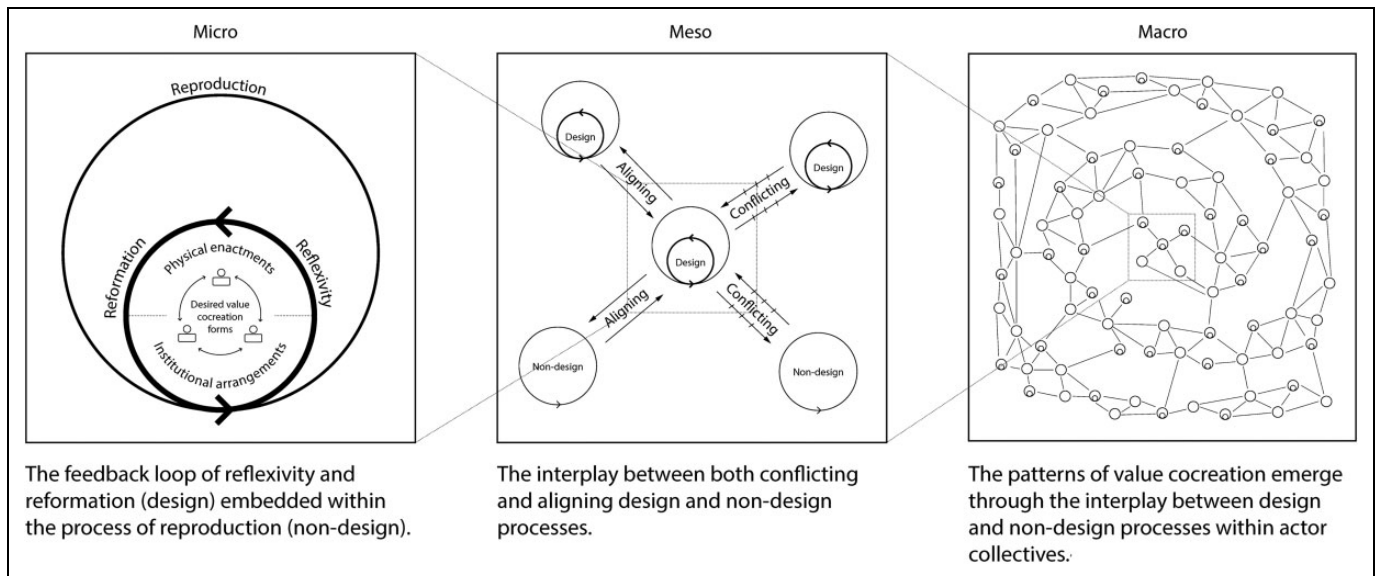 Micro
Reproduction
Reformation
Reflexivity
Physical enactments
Desired value
cocreation
forms
Institutional arrangements
The feedback loop of reflexivity and
reformation (design) embedded within
the process of reproduction (non-design).
Meso
Design
Design
Aligning
Conflicting
Design
Aligning
Conflicting
Non-design
Non-design
The interplay between both conflicting
and aligning design and non-design
processes.
Macro
The patterns of value cocreation emerge
through the interplay between design
and non-design processes within actor
collectives.